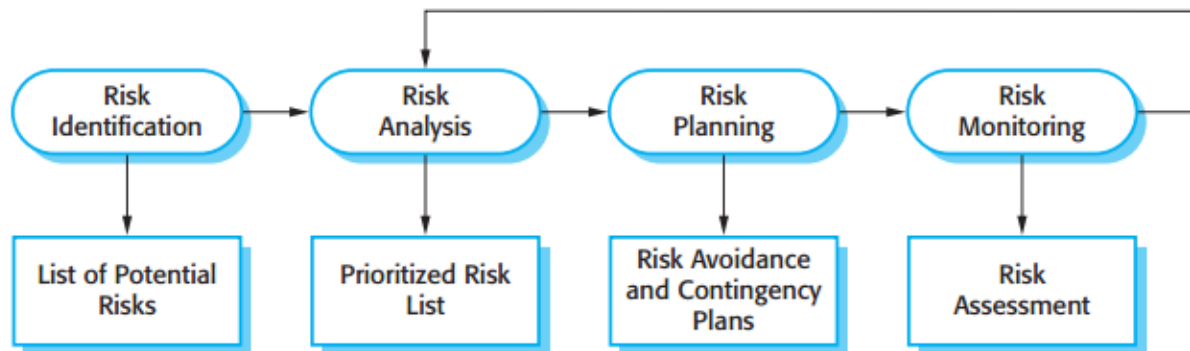 Risk
Identification
Risk
Analysis
Risk
Planning
Risk
Monitoring
List of Potential
Risks
Prioritized Risk
List
Risk Avoidance
and Contingency
Plans
Risk
Assessment